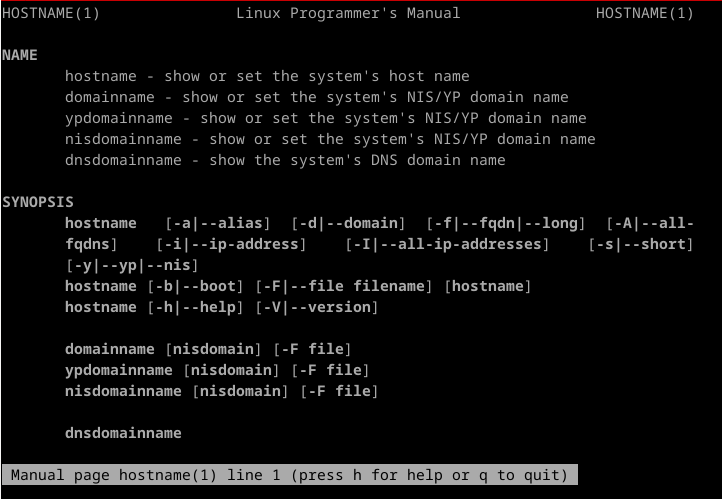 HOSTNAME(1) Linux Programmer's Manual HOSTNAME(1)
NAME
hostname - show or set the system's host name
domainname - show or set the system's NIS/YP domain name
ypdomainname - show or set the system's NIS/YP domain name
nisdomainname - show or set the system's NIS/YP domain name
dnsdomainname - show the system's DNS domain name
SYNOPSIS
hostname [-a|--alias] [-d|--domain] [-f|--fqdn|--long] [-A|--all-
fqdns] [-i|--ip-address] [-I|--all-ip-addresses] [-s|--short]
[-y|--yp|--nis]
hostname [-b|--boot] [-F|--file filename] [hostname]
hostname [-h|--help] [-V|--version]
domainname [nisdomain] [-F file]
ypdomainname [nisdomain] [-F file]
nisdomainname [nisdomain] [-F file]
dnsdomainname
Manual page hostname(1) line 1 (press h for help or q to quit)